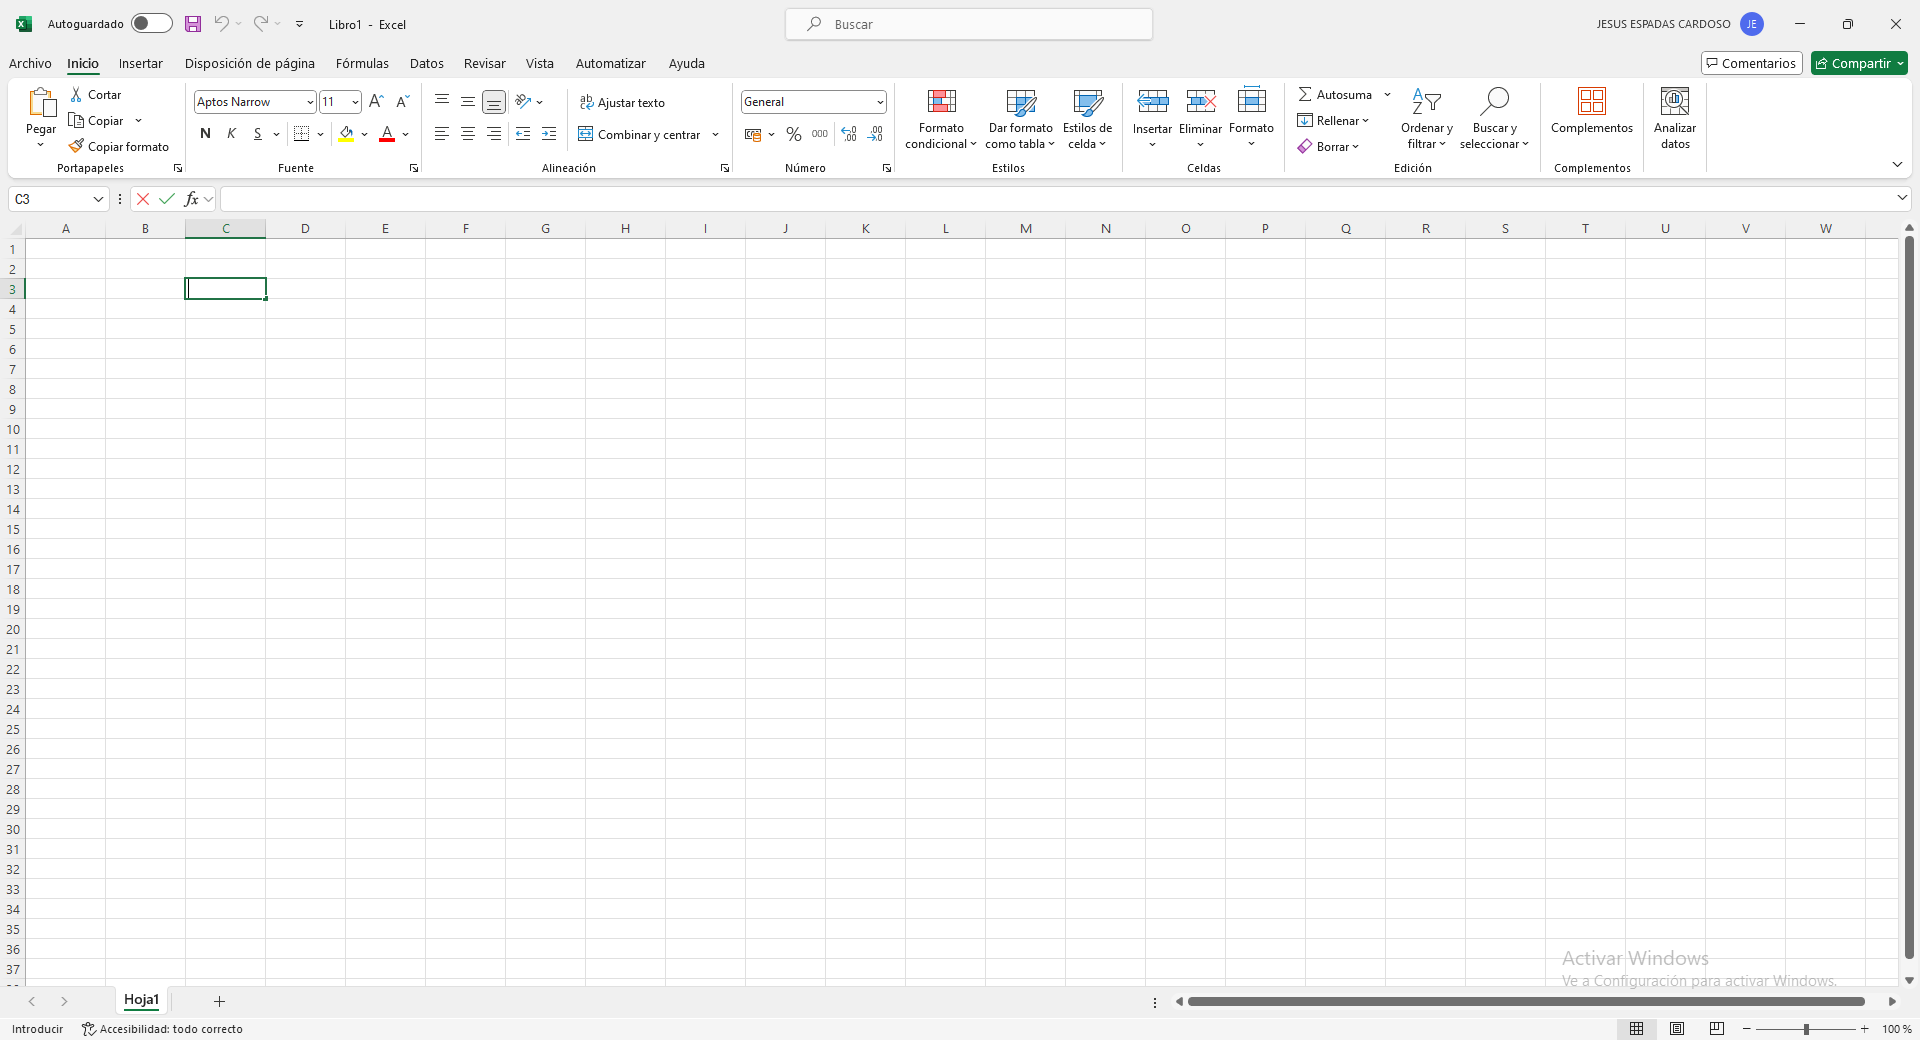 Autoguardado
Libro1 - Excel
Buscar
JESUS ESPADAS CARDOSO
JE
Archivo
Inicio
Insertar
Disposición de página
Fórmulas
Datos
Revisar
Vista
Automatizar
Ayuda
Comentarios
Compartir
Pegar
Cortar
Copiar
Copiar formato
Portapapeles
Aptos Narrow
11
N K S
Fuente
Ajustar texto
Combinar y centrar
Alineación
General
% 000
Número
Formato
condicional
Dar formato
como tabla
Estilos de
celda
Estilos
Insertar
Eliminar
Formato
Celdas
Autosuma
Rellenar
Borrar
Ordenar y
filtrar
Buscar y
seleccionar
Edición
Complementos
Complementos
Analizar
datos
C3
fx
A B C D E F G H I J K L M N O P Q R S T U V W
1
2
3
4
5
6
7
8
9
10
11
12
13
14
15
16
17
18
19
20
21
22
23
24
25
26
27
28
29
30
31
32
33
34
35
36
37
Activar Windows
Ve a Configuración para activar Windows.
Hoja1
Introducir
Accesibilidad: todo correcto
100 %